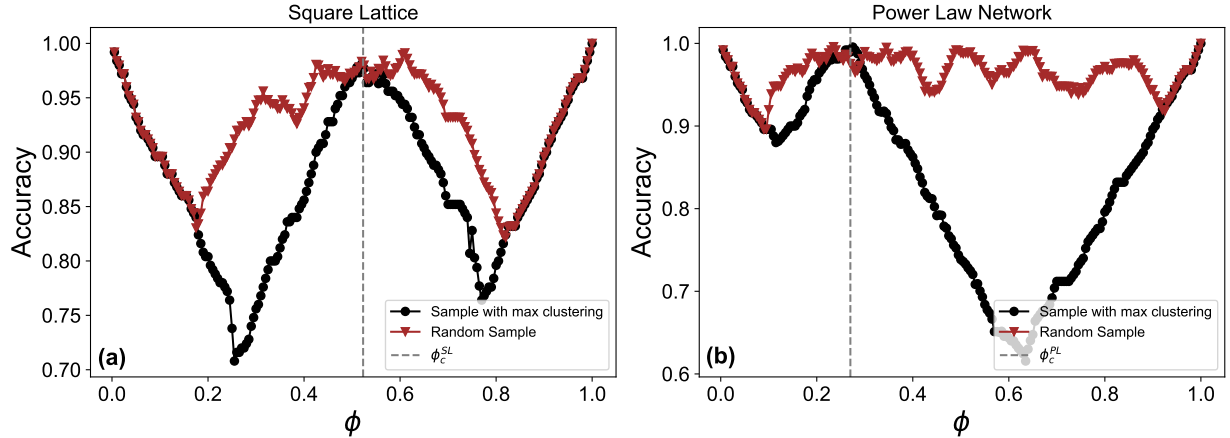 Square Lattice
Accuracy
1.00
0.95
0.90
0.85
0.80
0.75
0.70
(a)
Sample with max clustering
Random Sample
ϕ_c^{SL}
0.0 0.2 0.4 0.6 0.8 1.0
ϕ
Power Law Network
Accuracy
1.0
0.9
0.8
0.7
0.6
(b)
Sample with max clustering
Random Sample
ϕ_c^{PL}
0.0 0.2 0.4 0.6 0.8 1.0
ϕ